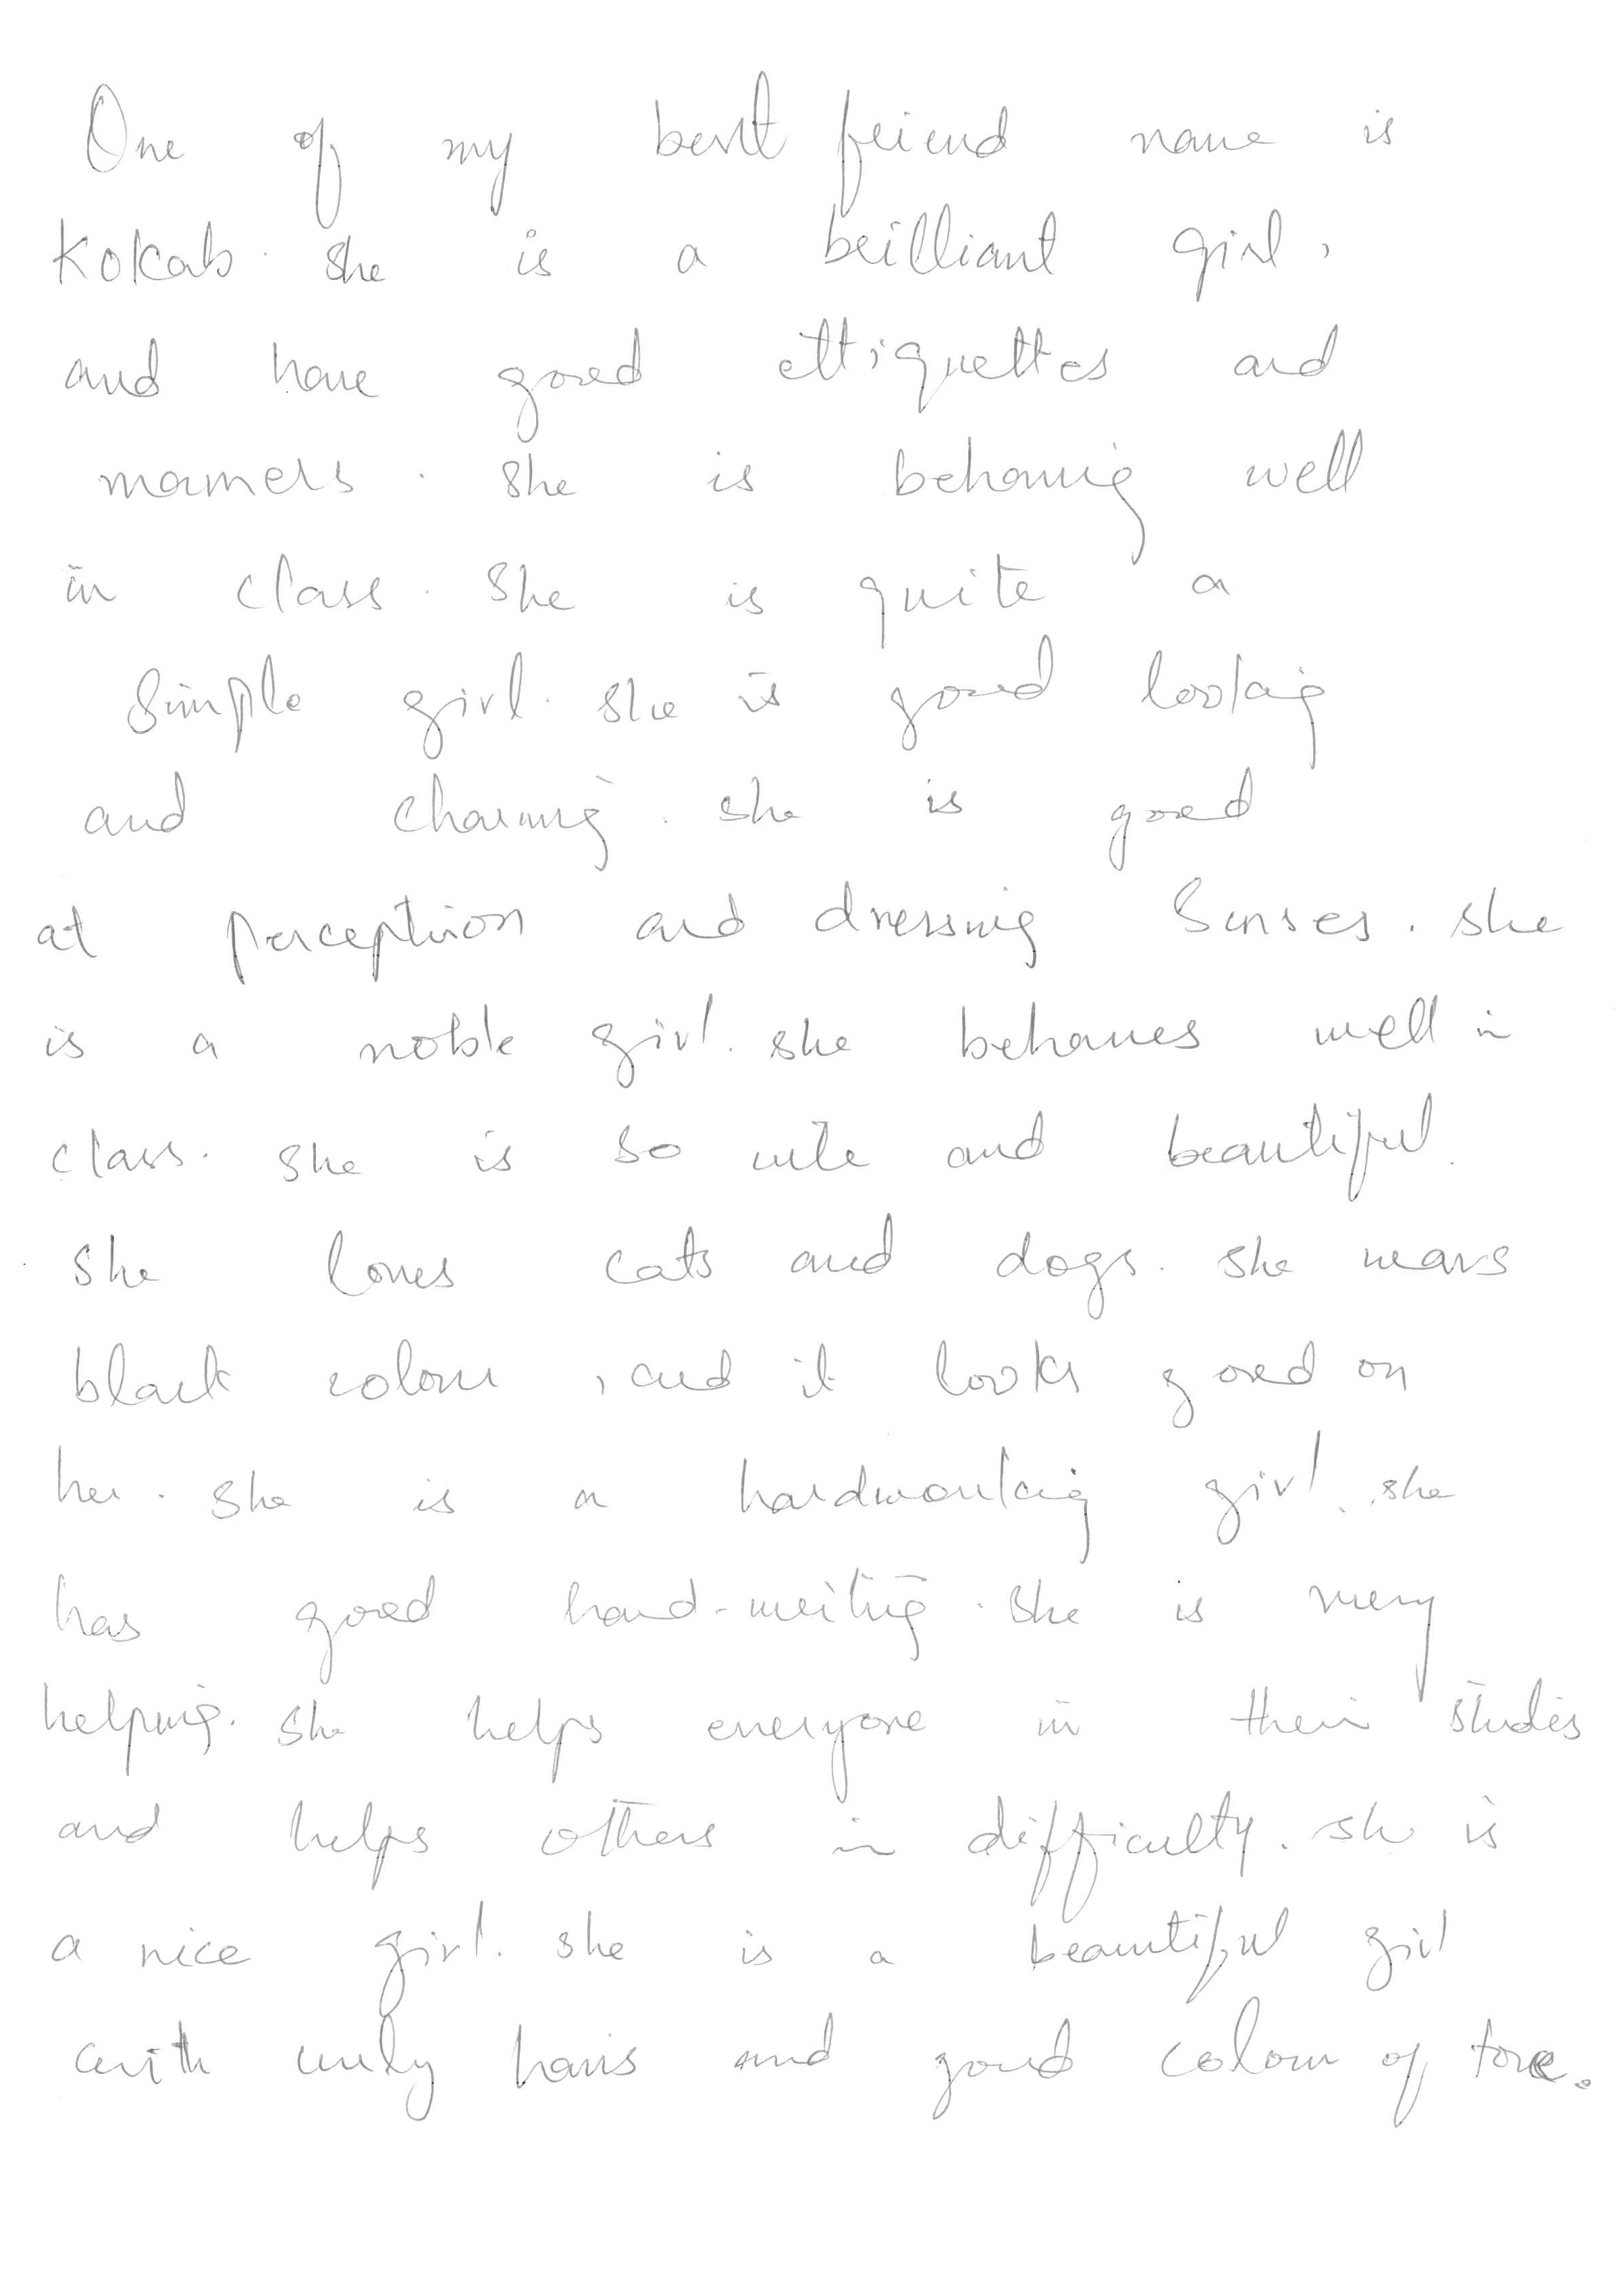 One of my best friend name is
Kokab. She is a brilliant girl,
and have good ettiquettes and
manners. She is behaving well
in class. She is quite a
Simple girl. She is good looking
and charming. She is good
at perception and dressing Senses. She
is a noble girl. She behaves well in
class. She is so cute and beautiful.
She loves cats and dogs. She wears
black colour, and it looks good on
her. She is a hardworking girl. She
has good hand-writing. She is very
helping. She helps everyone in their studies
and helps others in difficulty. She is
a nice girl. She is a beautiful girl
with curly hairs and good colour of tone.